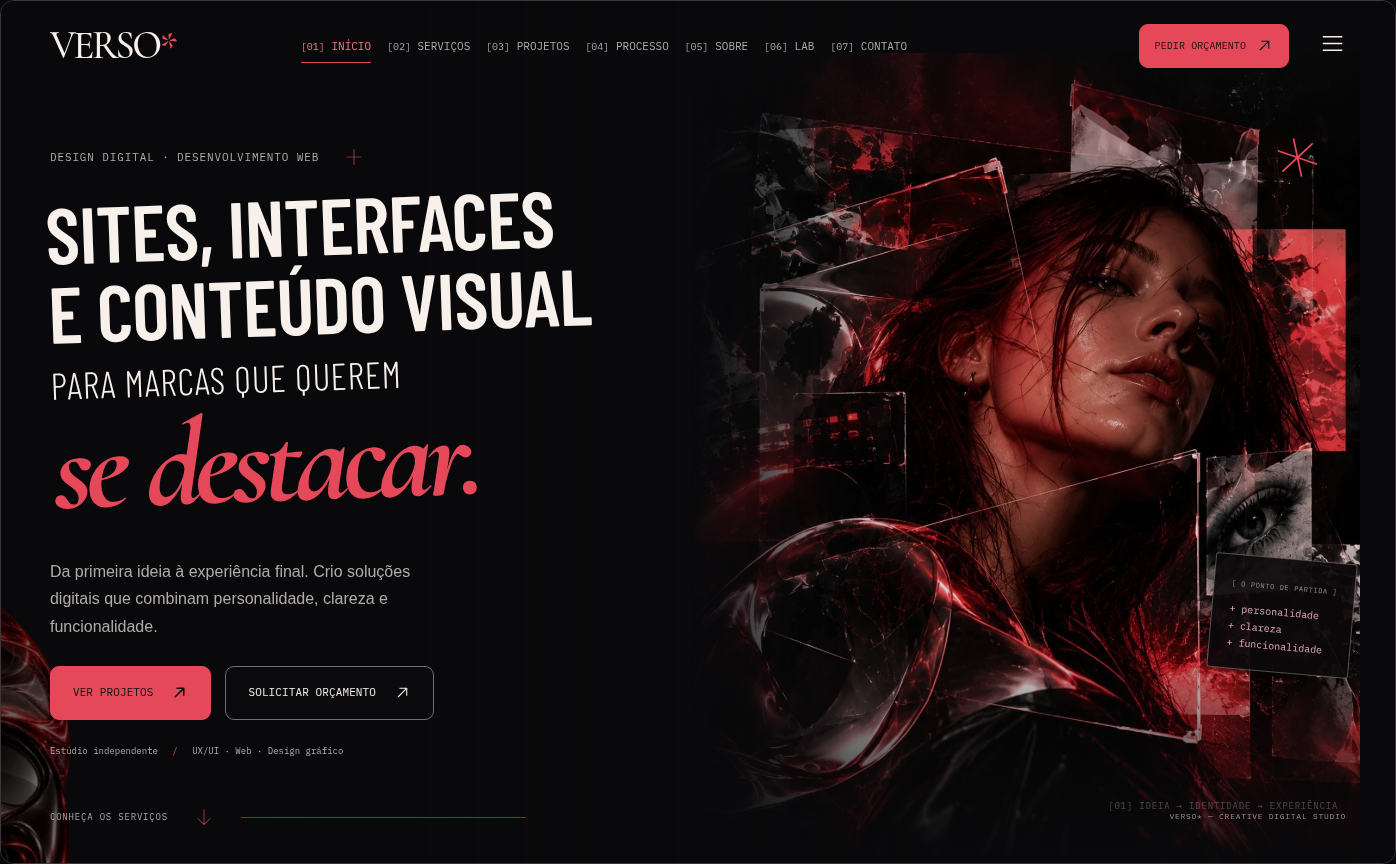 VERSO*
[01] INÍCIO [02] SERVIÇOS [03] PROJETOS [04] PROCESSO [05] SOBRE [06] LAB [07] CONTATO
PEDIR ORÇAMENTO
DESIGN DIGITAL · DESENVOLVIMENTO WEB
SITES, INTERFACES
E CONTEÚDO VISUAL
PARA MARCAS QUE QUEREM
se destacar.
Da primeira ideia à experiência final. Crio soluções
digitais que combinam personalidade, clareza e
funcionalidade.
VER PROJETOS
SOLICITAR ORÇAMENTO
Estúdio independente / UX/UI · Web · Design gráfico
CONHEÇA OS SERVIÇOS
[ O PONTO DE PARTIDA ]
+ personalidade
+ clareza
+ funcionalidade
[01] IDEIA → IDENTIDADE → EXPERIÊNCIA
VERSO* — CREATIVE DIGITAL STUDIO